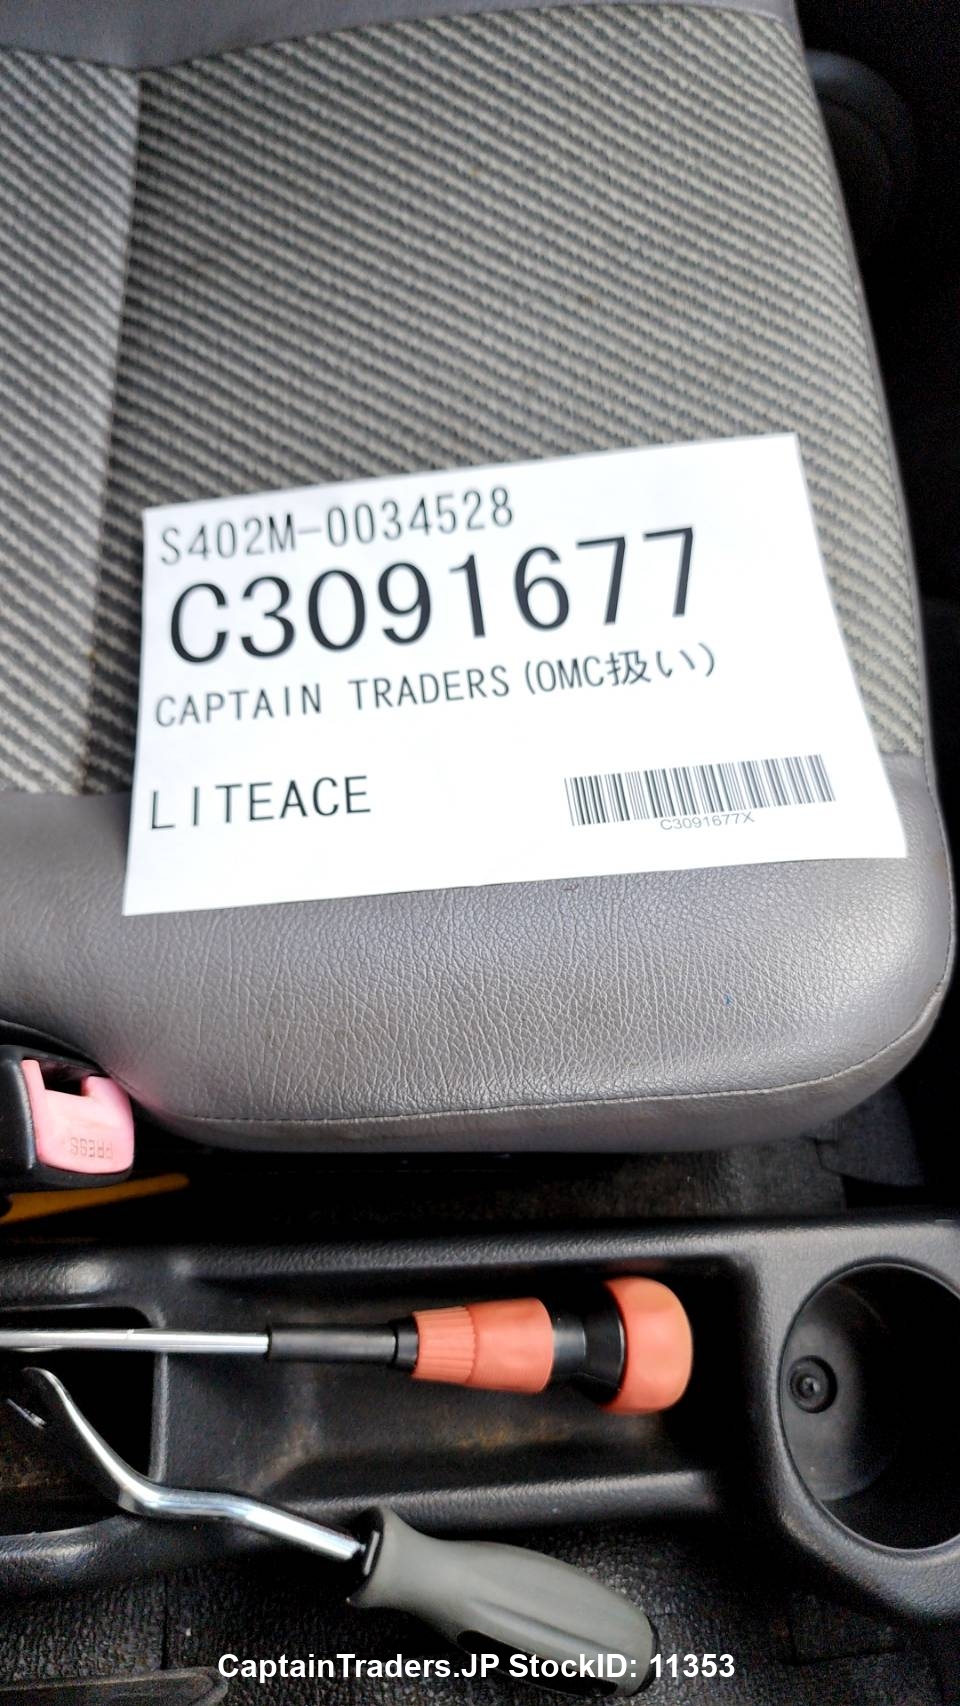 S402M-0034528
C3091677
CAPTAIN TRADERS(OMC扱い)
LITEACE
C3091677X
PRESS
CaptainTraders.JP StockID: 11353